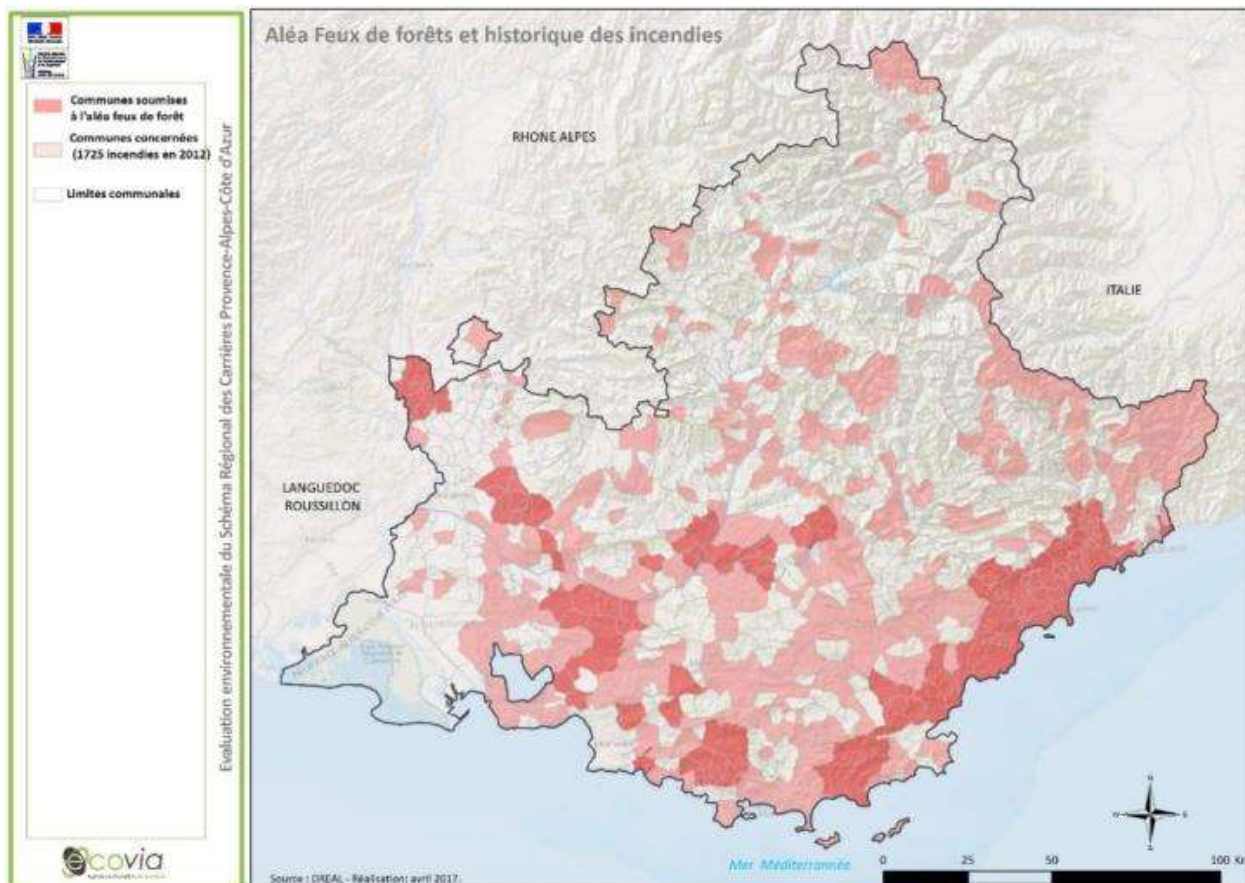 Aléa Feux de forêts et historique des incendies
Communes soumises
à l'aléa feux de forêt
Communes concernées
(1725 incendies en 2012)
Limites communales
Evaluation environnementale du Schéma Régional des Carrières Provence-Alpes-Côte d'Azur
RHONE ALPES
ITALIE
LANGUEDOC
ROUSSILLON
Mer Méditerrannée
N
0 25 50 100 K
Source : DREAL - Réalisation: avril 2017.
ecovia